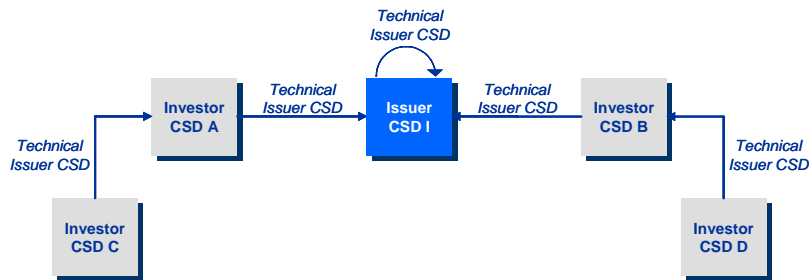 Technical
Issuer CSD
Investor
CSD A
Technical
Issuer CSD
Issuer
CSD I
Technical
Issuer CSD
Investor
CSD B
Technical
Issuer CSD
Technical
Issuer CSD
Investor
CSD C
Investor
CSD D